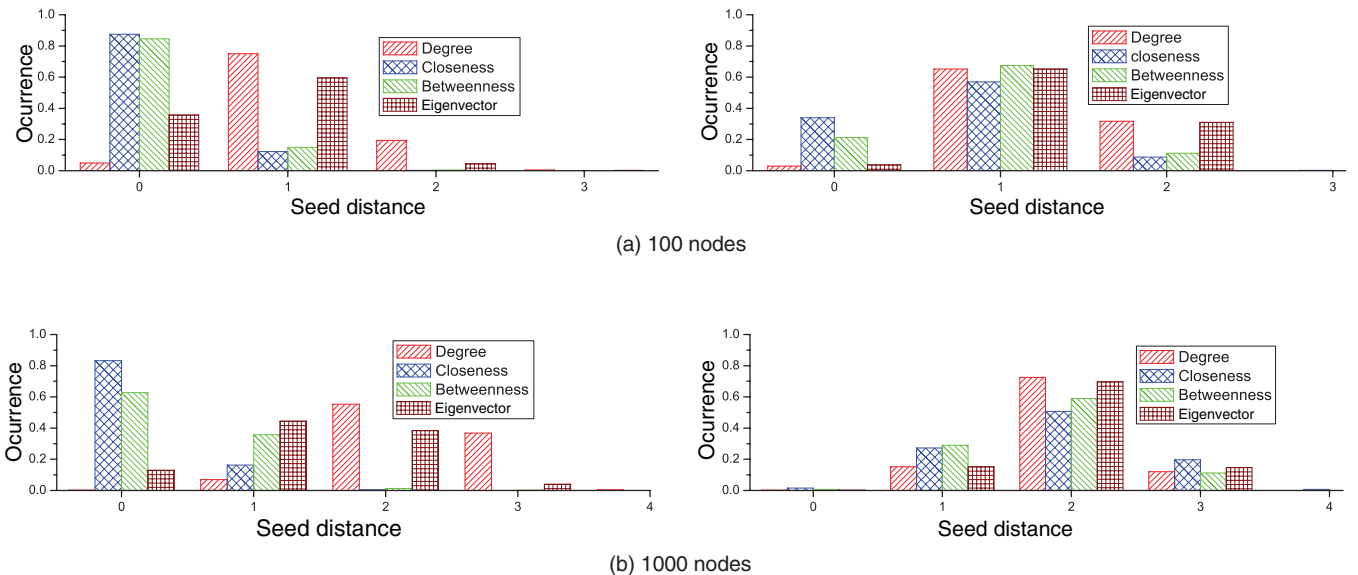 1.0
0.8
0.6
0.4
0.2
0.0
Ocurrence
Degree
Closeness
Betweenness
Eigenvector
0 1 2 3
Seed distance
1.0
0.8
0.6
0.4
0.2
0.0
Ocurrence
Degree
closeness
Betweenness
Eigenvector
0 1 2 3
Seed distance
(a) 100 nodes
1.0
0.8
0.6
0.4
0.2
0.0
Ocurrence
Degree
Closeness
Betweenness
Eigenvector
0 1 2 3 4
Seed distance
1.0
0.8
0.6
0.4
0.2
0.0
Ocurrence
Degree
Closeness
Betweenness
Eigenvector
0 1 2 3 4
Seed distance
(b) 1000 nodes